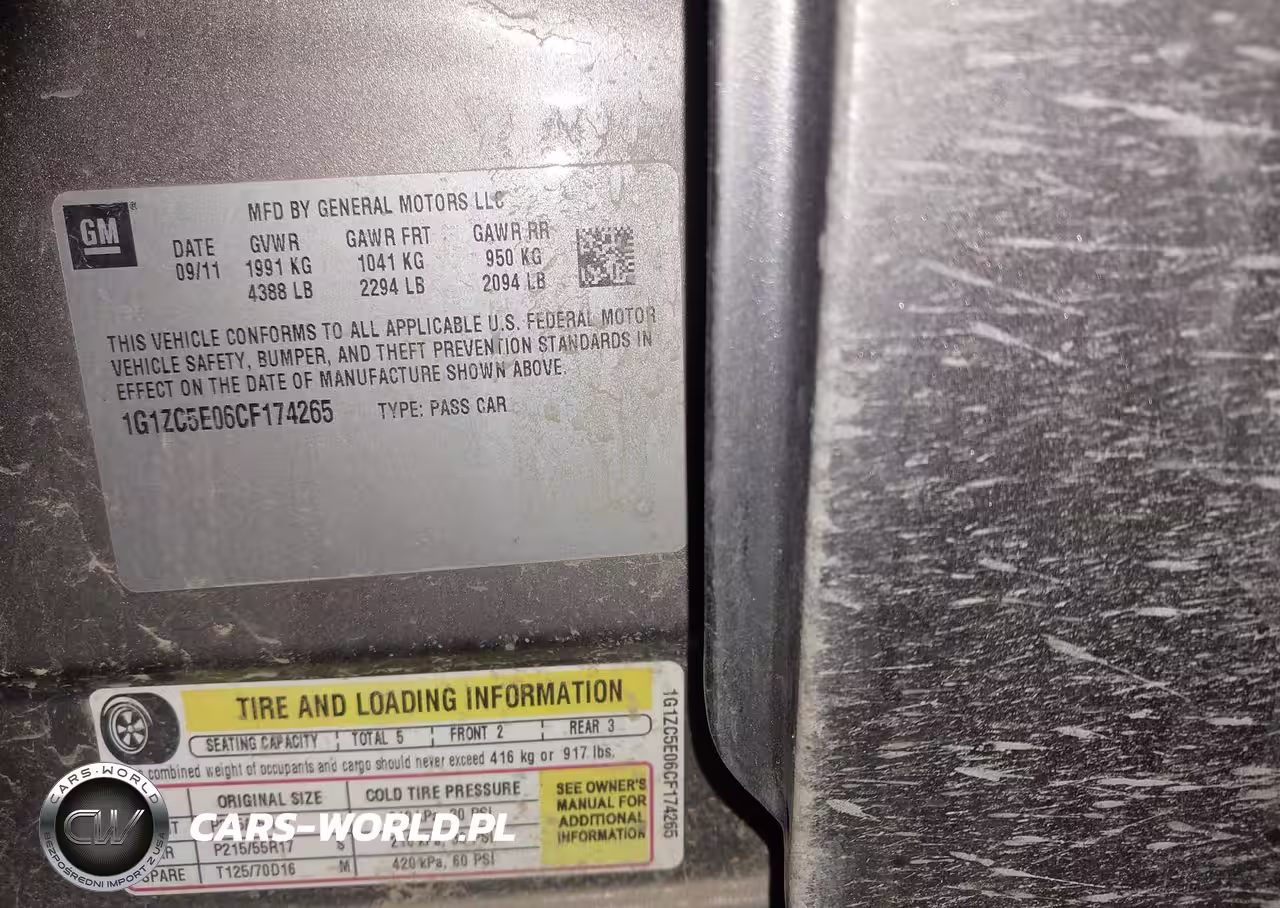 GM
MFD BY GENERAL MOTORS LLC
DATE GVWR GAWR FRT GAWR RR
09/11 1991 KG 1041 KG 950 KG
4388 LB 2294 LB 2094 LB
THIS VEHICLE CONFORMS TO ALL APPLICABLE U.S. FEDERAL MOTOR
VEHICLE SAFETY, BUMPER, AND THEFT PREVENTION STANDARDS IN
EFFECT ON THE DATE OF MANUFACTURE SHOWN ABOVE.
1G1ZC5E06CF174265 TYPE: PASS CAR
TIRE AND LOADING INFORMATION
SEATING CAPACITY TOTAL 5 FRONT 2 REAR 3
combined weight of occupants and cargo should never exceed 416 kg or 917 lbs.
ORIGINAL SIZE COLD TIRE PRESSURE
P215/55R17 S
SPARE T125/70D16 M 420 kPa, 60 PSI
SEE OWNER'S
MANUAL FOR
ADDITIONAL
INFORMATION
1G1ZC5E06CF174265
CARS-WORLD
CW
BEZPOŚREDNI IMPORT Z USA
CARS-WORLD.PL